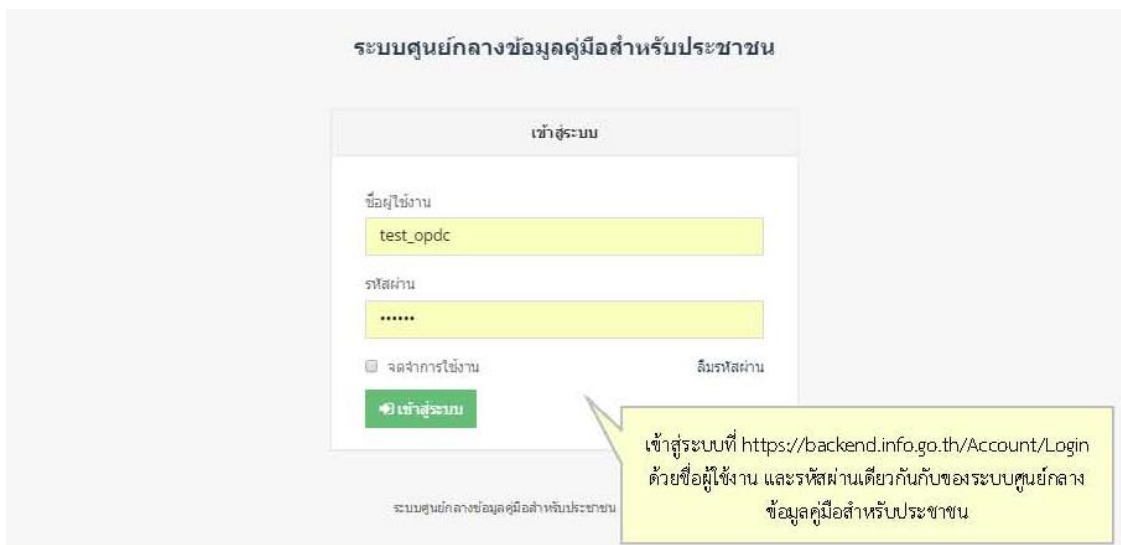 ระบบศูนย์กลางข้อมูลคู่มือสำหรับประชาชน
เข้าสู่ระบบ
ชื่อผู้ใช้งาน
test_opdc
รหัสผ่าน
••••••
จดจำการใช้งาน
ลืมรหัสผ่าน
เข้าสู่ระบบ
เข้าสู่ระบบที่ https://backend.info.go.th/Account/Login
ด้วยชื่อผู้ใช้งาน และรหัสผ่านเดียวกันกับของระบบศูนย์กลาง
ข้อมูลคู่มือสำหรับประชาชน
ระบบศูนย์กลางข้อมูลคู่มือสำหรับประชาชน